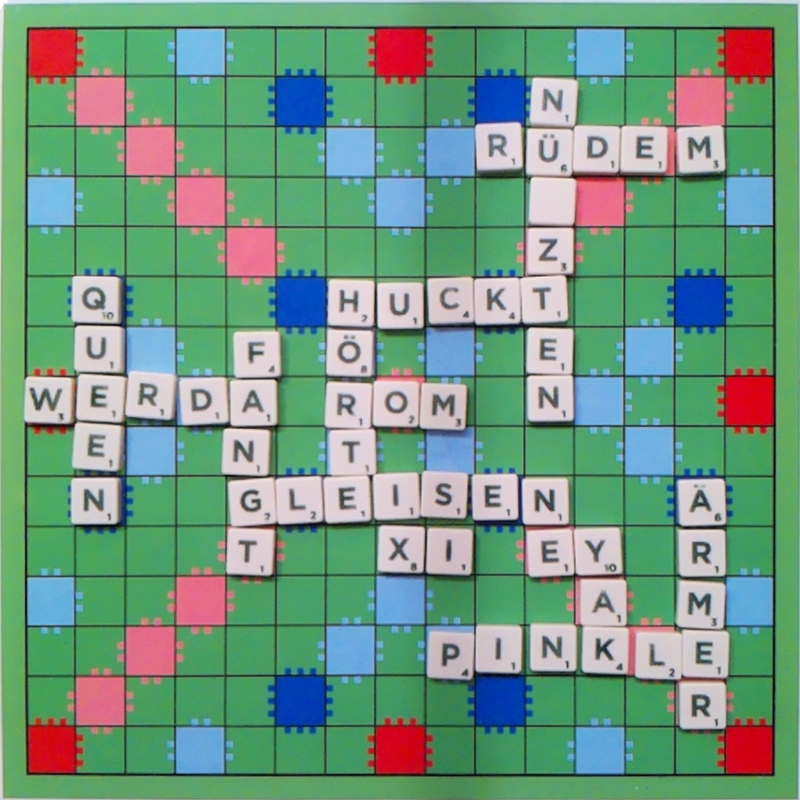 N
RÜDEM
Z
Q HUCKT
U F Ö E
WERDA ROM N
E N T
N GLEISEN Ä
T XI EY R
A M
PINKLE
R